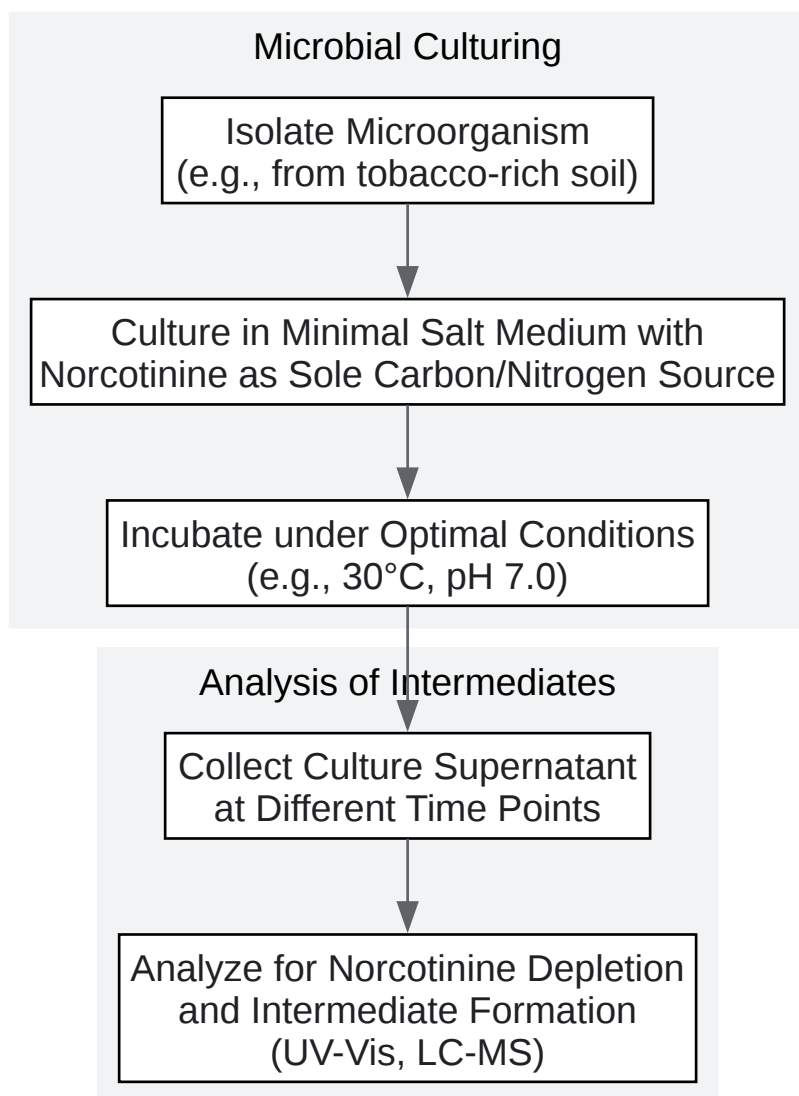 Microbial Culturing
Isolate Microorganism
(e.g., from tobacco-rich soil)
Culture in Minimal Salt Medium with
Norcotinine as Sole Carbon/Nitrogen Source
Incubate under Optimal Conditions
(e.g., 30°C, pH 7.0)
Analysis of Intermediates
Collect Culture Supernatant
at Different Time Points
Analyze for Norcotinine Depletion
and Intermediate Formation
(UV-Vis, LC-MS)